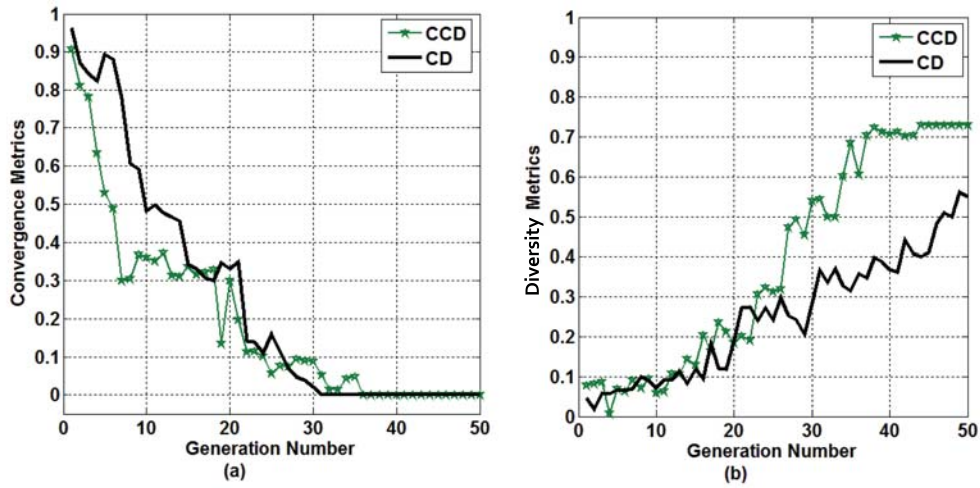 1
0.9
0.8
0.7
0.6
0.5
0.4
0.3
0.2
0.1
0
Convergence Metrics
CCD
CD
0 10 20 30 40 50
Generation Number
(a)
1
0.9
0.8
0.7
0.6
0.5
0.4
0.3
0.2
0.1
0
Diversity Metrics
CCD
CD
0 10 20 30 40 50
Generation Number
(b)